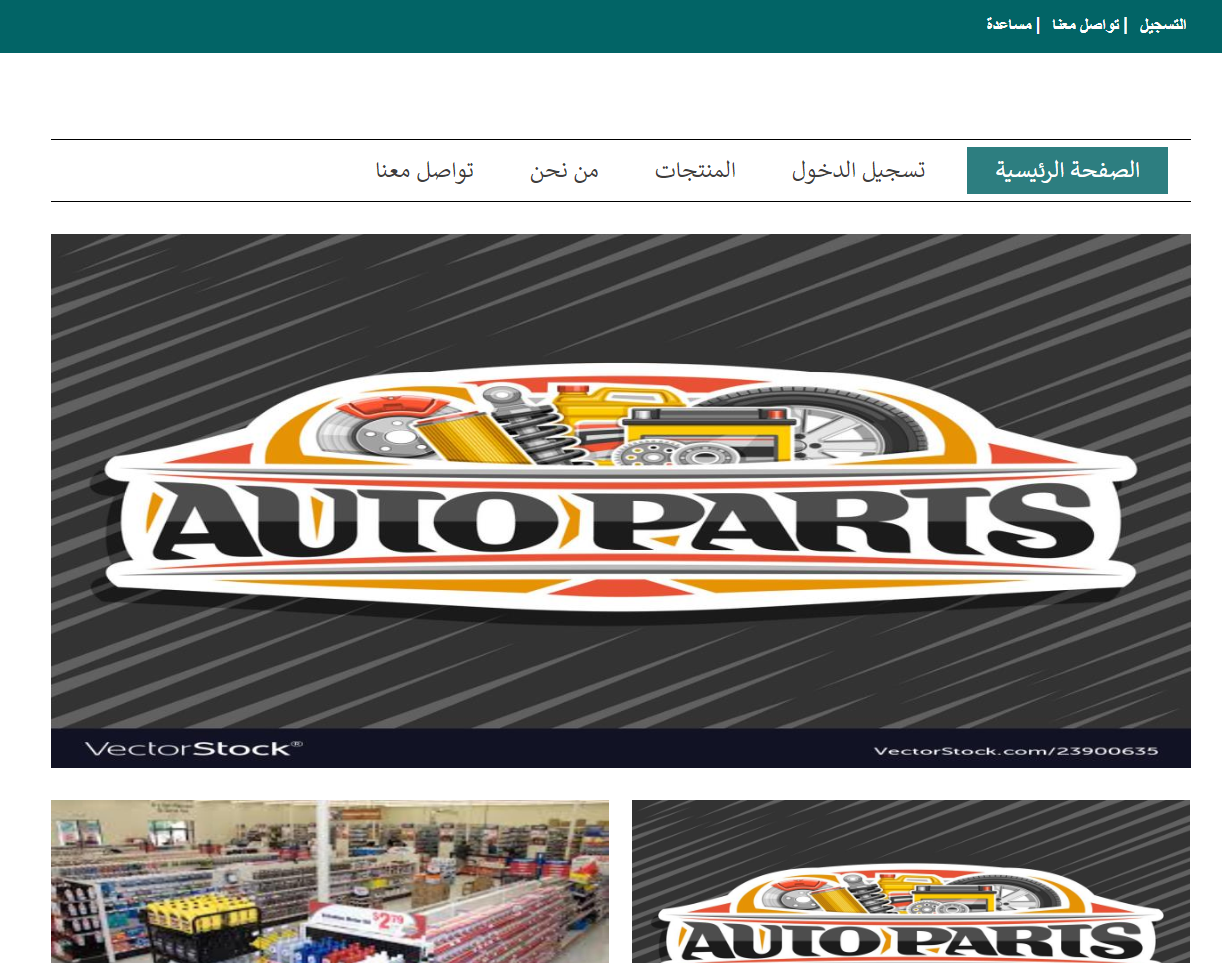 التسجيل | تواصل معنا | مساعدة
الصفحة الرئيسية تسجيل الدخول المنتجات من نحن تواصل معنا
AUTO PARTS
VectorStock®
VectorStock.com/23900635
$2.79
AUTO PARTS